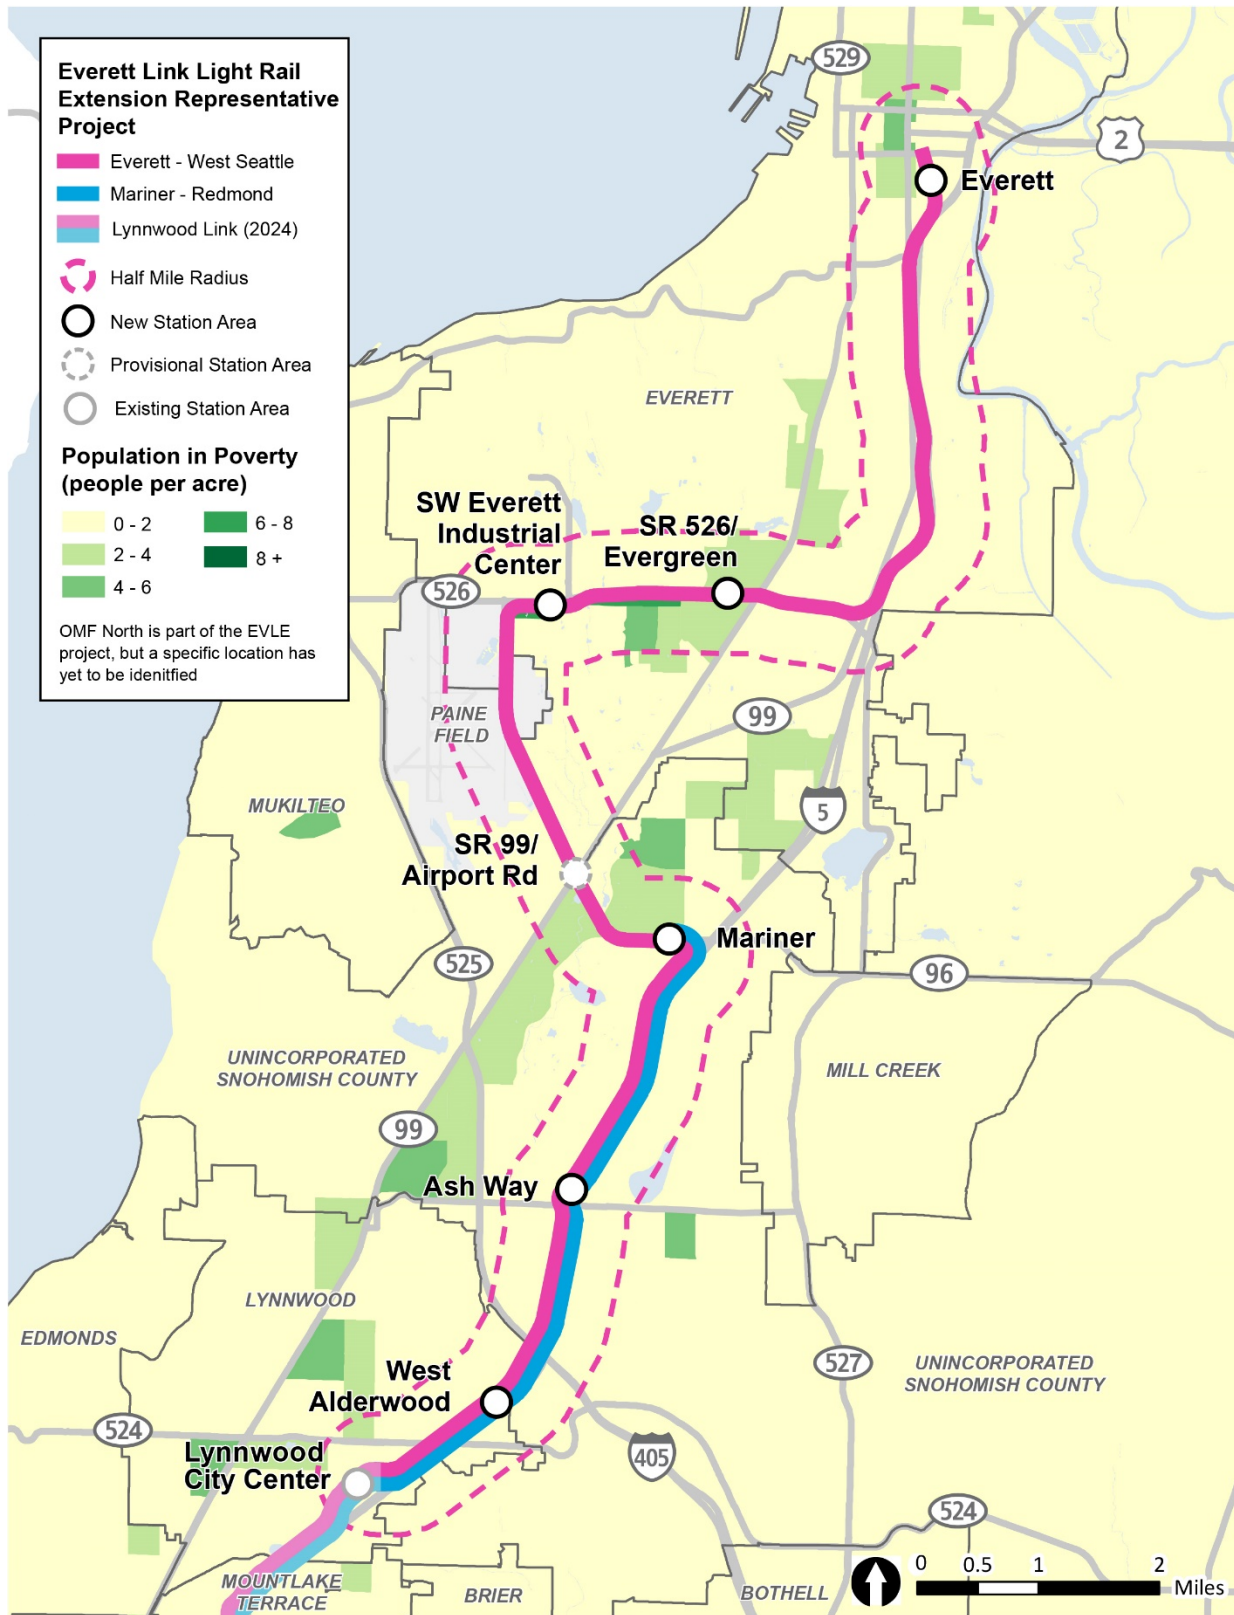 Everett Link Light Rail
Extension Representative
Project
Everett - West Seattle
Mariner - Redmond
Lynnwood Link (2024)
Half Mile Radius
New Station Area
Provisional Station Area
Existing Station Area
Population in Poverty
(people per acre)
0 - 2
2 - 4
4 - 6
6 - 8
8 +
OMF North is part of the EVLE
project, but a specific location has
yet to be idenitfied
529
2
Everett
EVERETT
SW Everett
Industrial
Center
SR 526/
Evergreen
526
PAINE
FIELD
99
5
MUKILTEO
SR 99/
Airport Rd
Mariner
525
96
UNINCORPORATED
SNOHOMISH COUNTY
MILL CREEK
99
Ash Way
LYNNWOOD
EDMONDS
527
UNINCORPORATED
SNOHOMISH COUNTY
West
Alderwood
524
Lynnwood
City Center
405
524
MOUNTLAKE
TERRACE
BRIER
BOTHELL
0 0.5 1 2
Miles